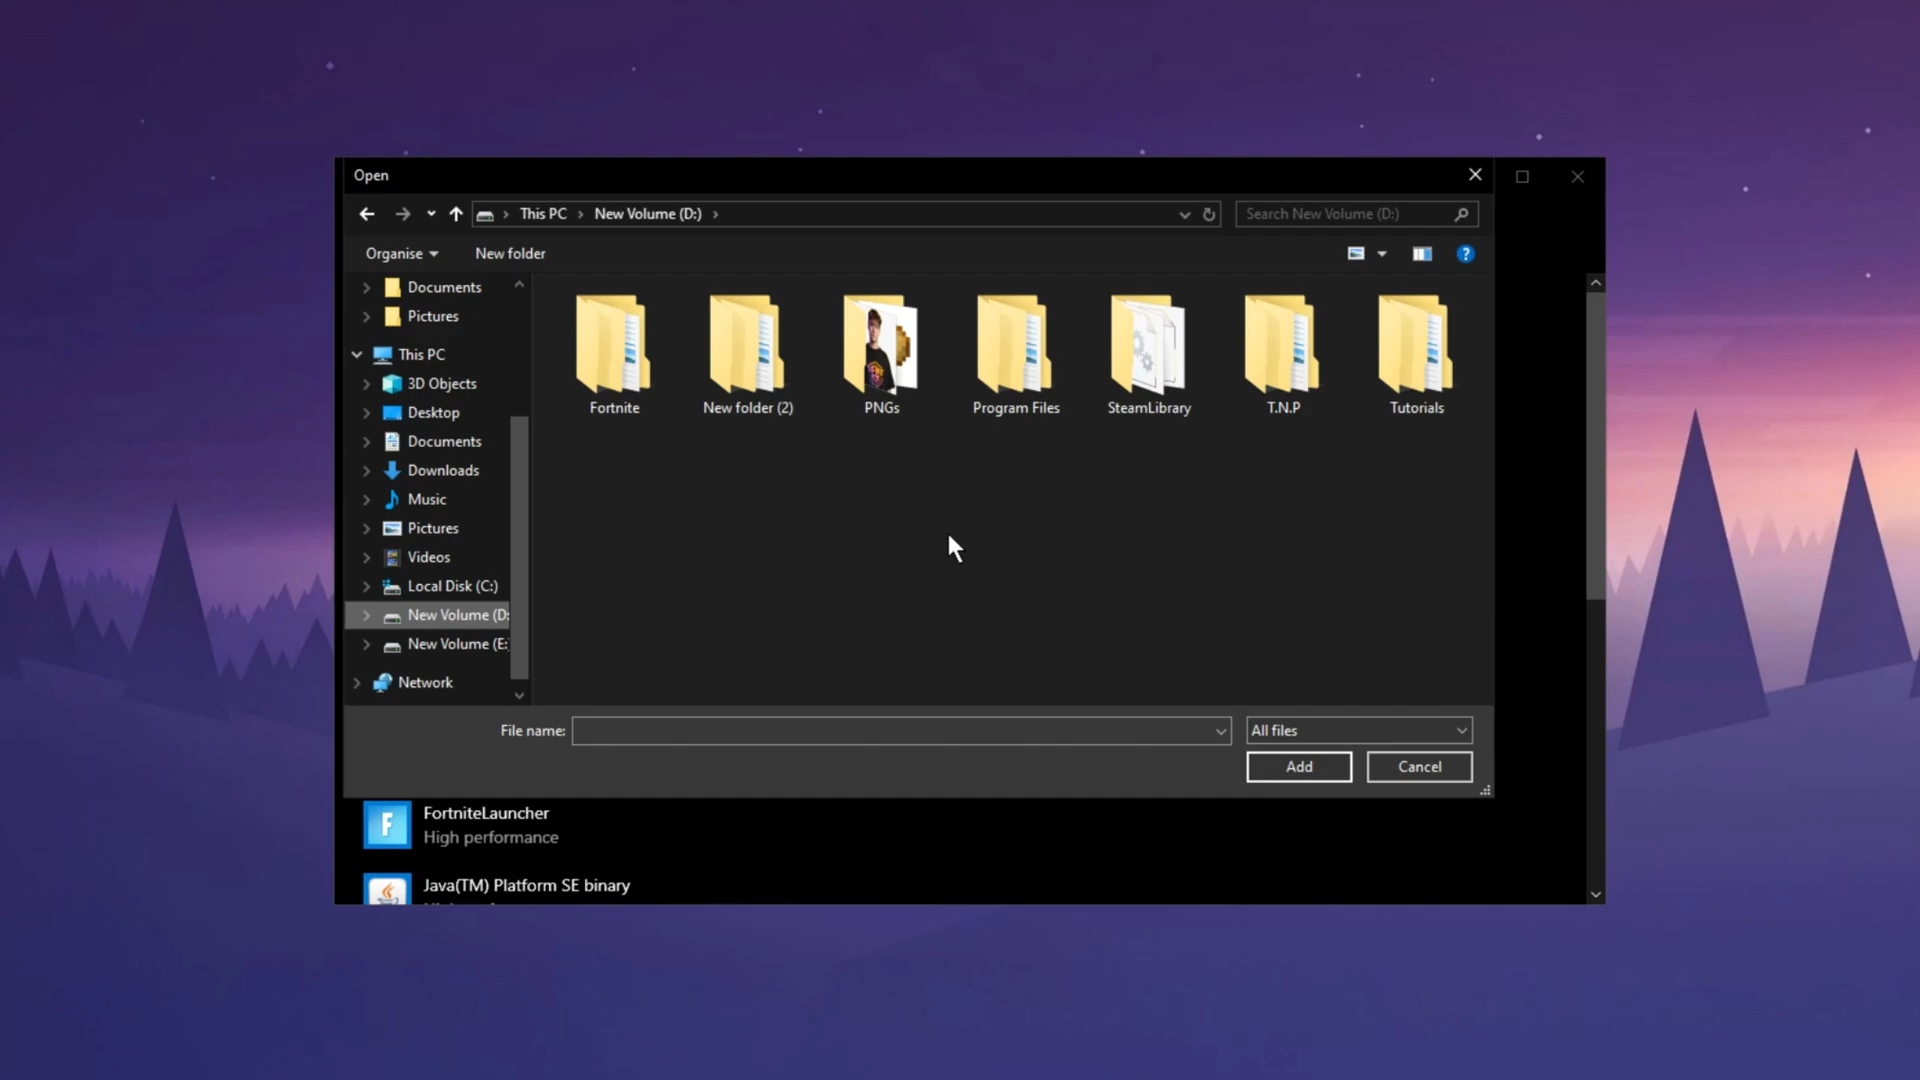 Open
This PC
New Volume (D:)
Search New Volume (D:)
Organise
New folder
?
Documents
Pictures
This PC
3D Objects
Desktop
Documents
Downloads
Music
Pictures
Videos
Local Disk (C:)
New Volume (D:
New Volume (E:
Network
Fortnite
New folder (2)
PNGs
Program Files
SteamLibrary
T.N.P
Tutorials
File name:
All files
Add
Cancel
F
FortniteLauncher
High performance
Java(TM) Platform SE binary